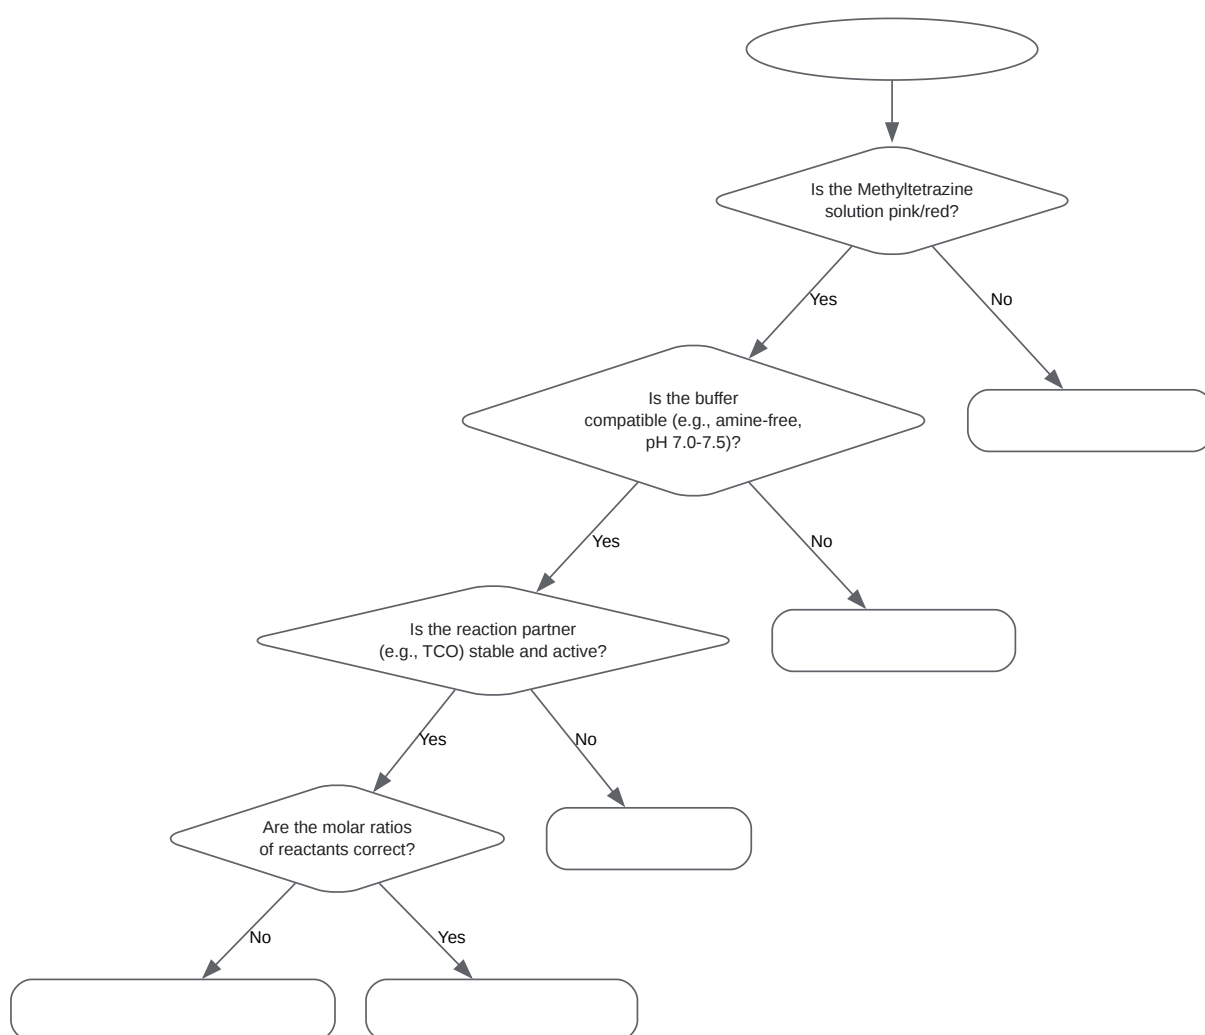 Is the Methyltetrazine
solution pink/red?
Yes
No
Is the buffer
compatible (e.g., amine-free,
pH 7.0-7.5)?
Yes
No
Is the reaction partner
(e.g., TCO) stable and active?
Yes
No
Are the molar ratios
of reactants correct?
No
Yes